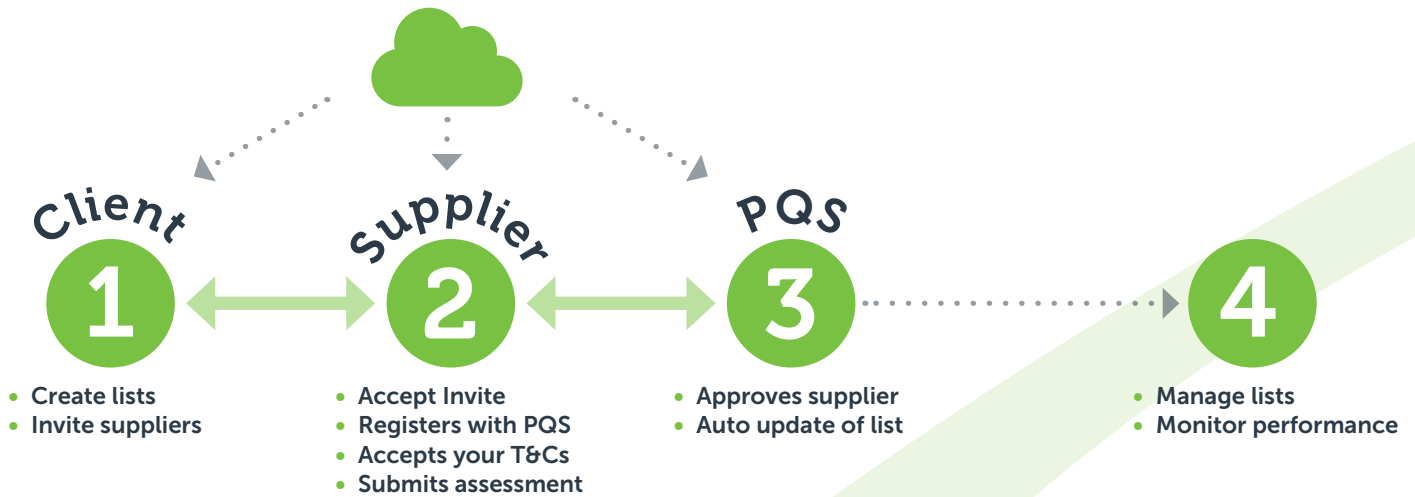 Client
Supplier
PQS
1
2
3
4
• Create lists
• Invite suppliers
• Accept Invite
• Registers with PQS
• Accepts your T&Cs
• Submits assessment
• Approves supplier
• Auto update of list
• Manage lists
• Monitor performance